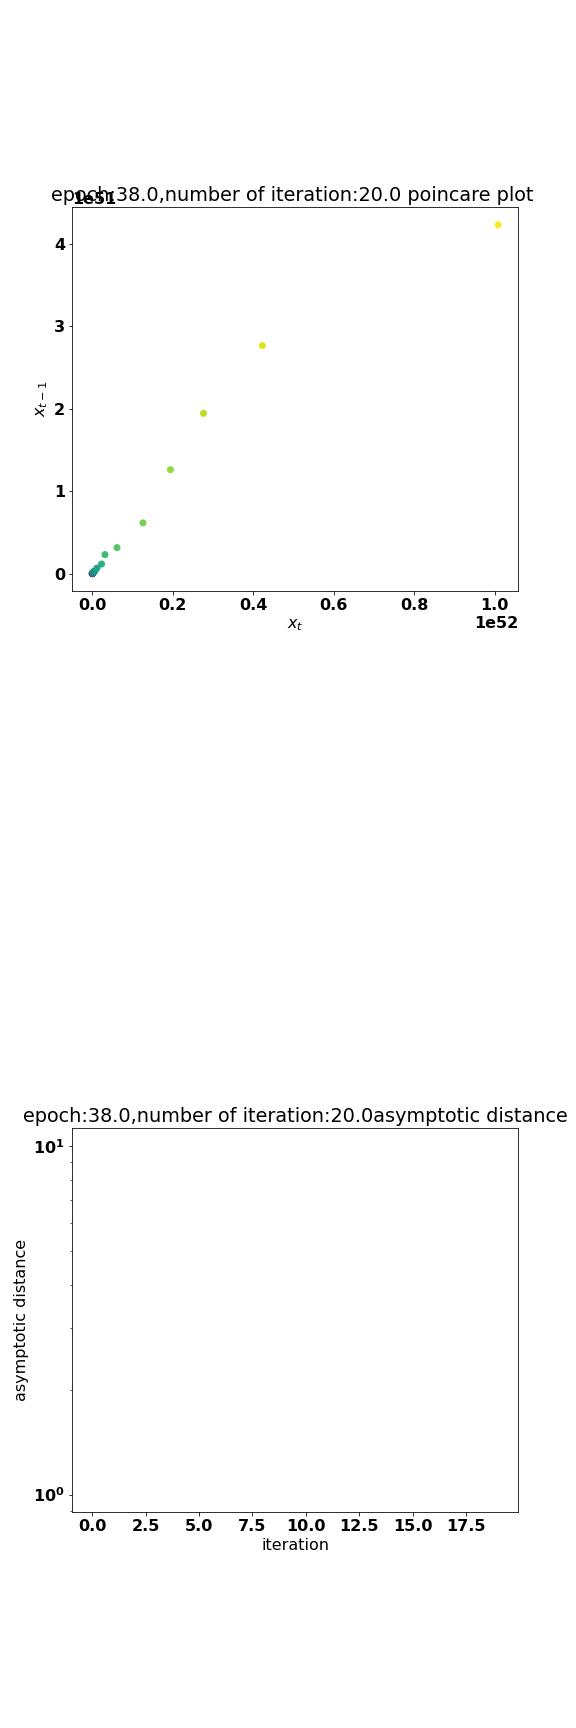 epoch:38.0,number of iteration:20.0 poincare plot
1e51
4
3
2
1
0
x_{t-1}
0.0 0.2 0.4 0.6 0.8 1.0
x_t
1e52
epoch:38.0,number of iteration:20.0asymptotic distance
10^1
10^0
asymptotic distance
0.0 2.5 5.0 7.5 10.0 12.5 15.0 17.5
iteration